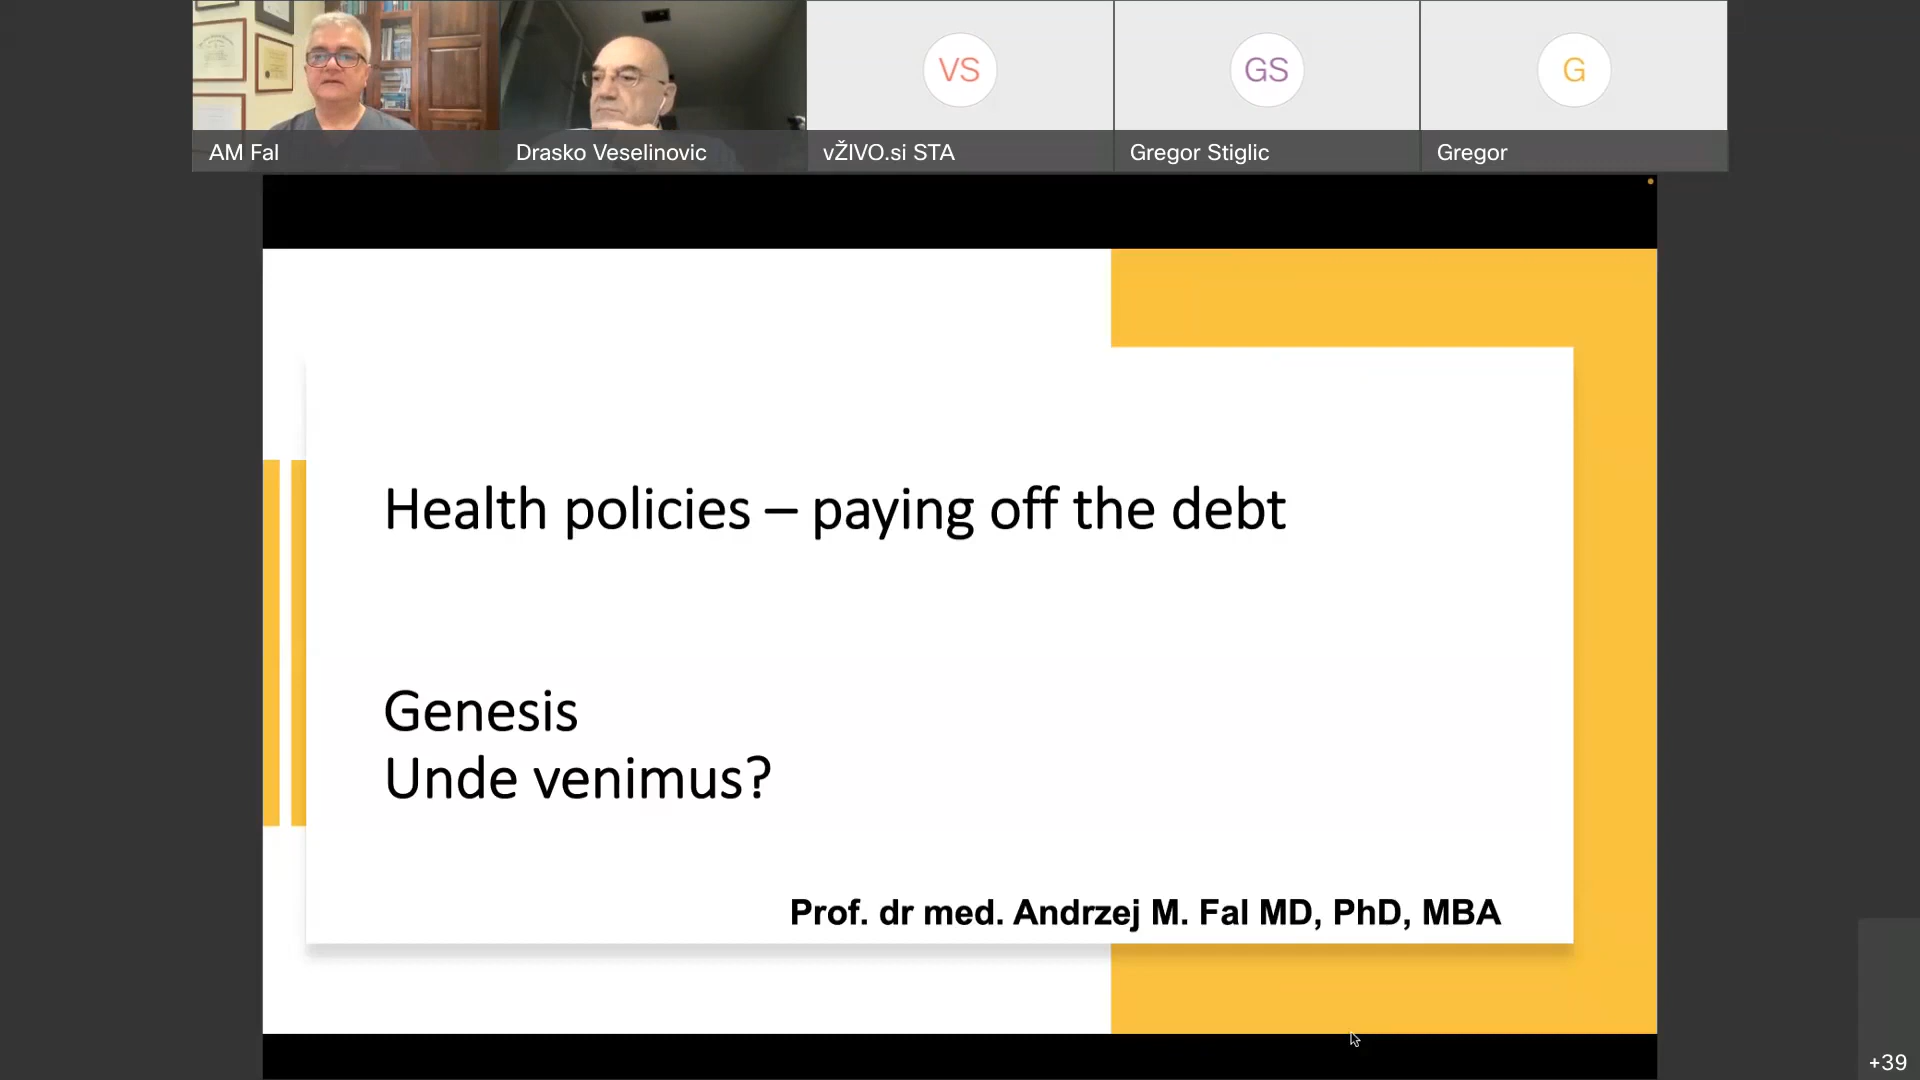 VS
GS
G
AM Fal
Drasko Veselinovic
vŽIVO.si STA
Gregor Stiglic
Gregor
Health policies – paying off the debt
Genesis
Unde venimus?
Prof. dr med. Andrzej M. Fal MD, PhD, MBA
+39